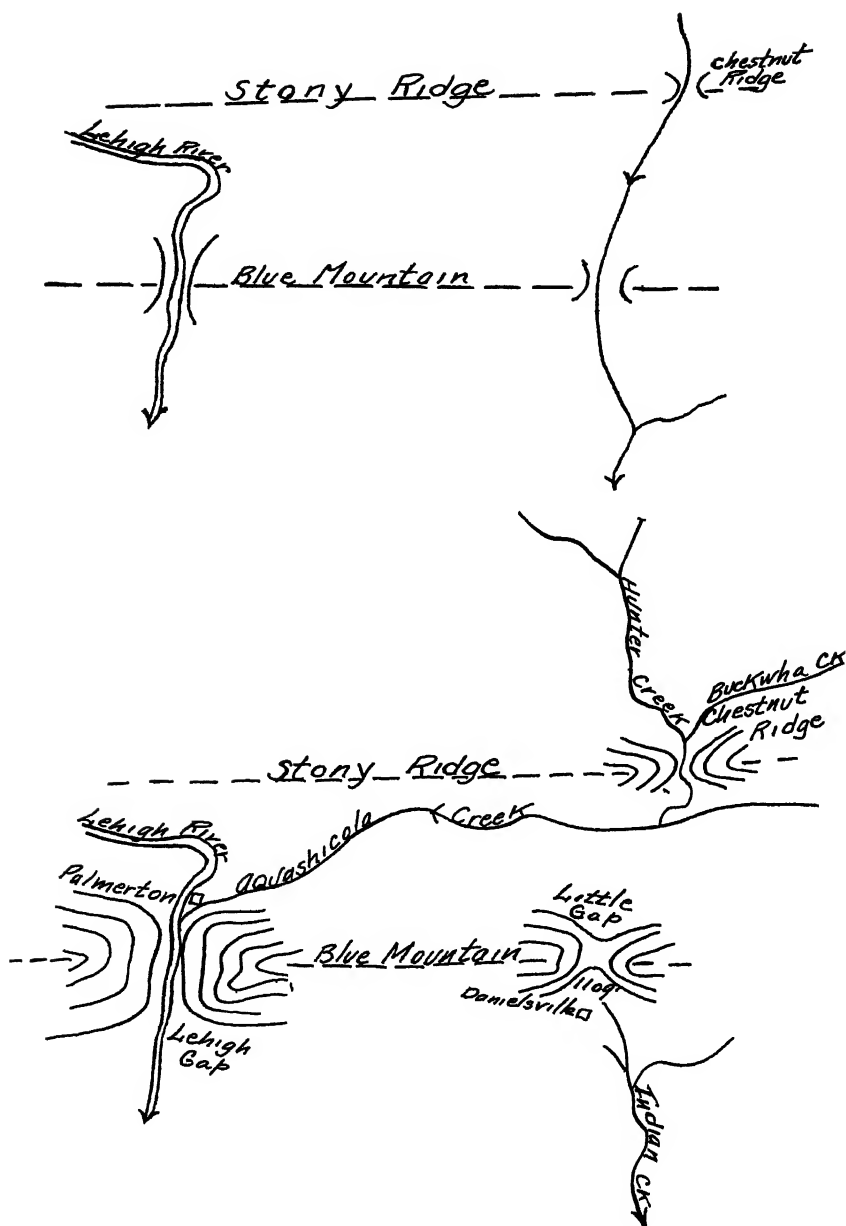 Stony Ridge
chestnut
Ridge
Lehigh River
Blue Mountain
Hunter
Creek
Buckwha CK
Chestnut
Ridge
Stony Ridge
Lehigh River
Aquashicola Creek
Palmerton
Little
Gap
Blue Mountain
1109'
Danielsville
Lehigh
Gap
Indian CK